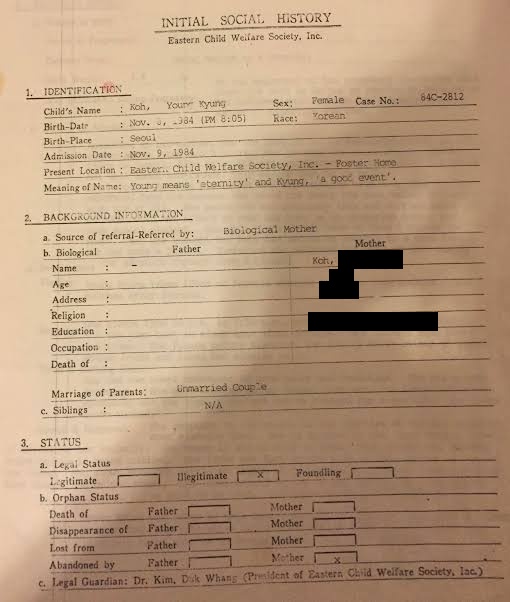 INITIAL SOCIAL HISTORY
Eastern Child Welfare Society, Inc.
1. IDENTIFICATION
Child's Name : Koh, Young Kyung Sex: Female Case No.: 84C-2812
Birth-Date : Nov. 8, 1984 (PM 8:05) Race: Korean
Birth-Place : Seoul
Admission Date : Nov. 9, 1984
Present Location : Eastern Child Welfare Society, Inc. - Foster Home
Meaning of Name: Young means 'eternity' and Kyung, 'a good event'.
2. BACKGROUND INFORMATION
a. Source of referral-Referred by: Biological Mother
b. Biological Father Mother
Name : - Koh,
Age :
Address :
Religion :
Education :
Occupation :
Death of :
Marriage of Parents: Unmarried Couple
c. Siblings : N/A
3. STATUS
a. Legal Status
Legitimate Illegitimate x Foundling
b. Orphan Status
Death of Father Mother
Disappearance of Father Mother
Lost from Father Mother
Abandoned by Father Mother x
c. Legal Guardian: Dr. Kim, Duk Whang (President of Eastern Child Welfare Society, Inc.)